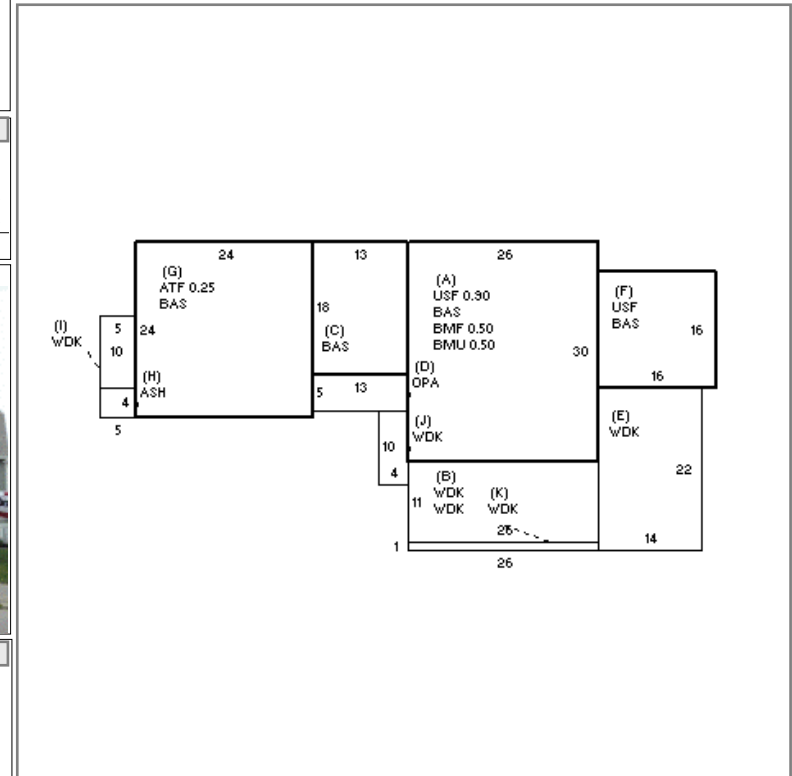 24
13
26
(G)
ATF 0.25
BAS
(A)
USF 0.90
BAS
BMF 0.50
BMU 0.50
(F)
USF
BAS
18
(I)
WDK
5
24
16
(C)
BAS
10
30
(D)
OPA
16
(H)
ASH
5
13
4
(E)
WDK
5
(J)
WDK
10
4
22
(B)
WDK
WDK
(K)
WDK
11
14
1
26